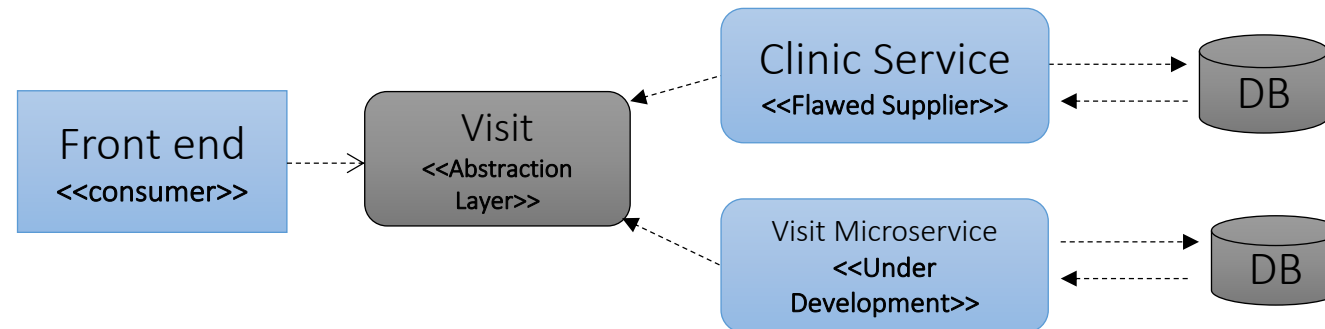 Front end
<<consumer>>
Visit
<<Abstraction
Layer>>
Clinic Service
<<Flawed Supplier>>
DB
Visit Microservice
<<Under
Development>>
DB